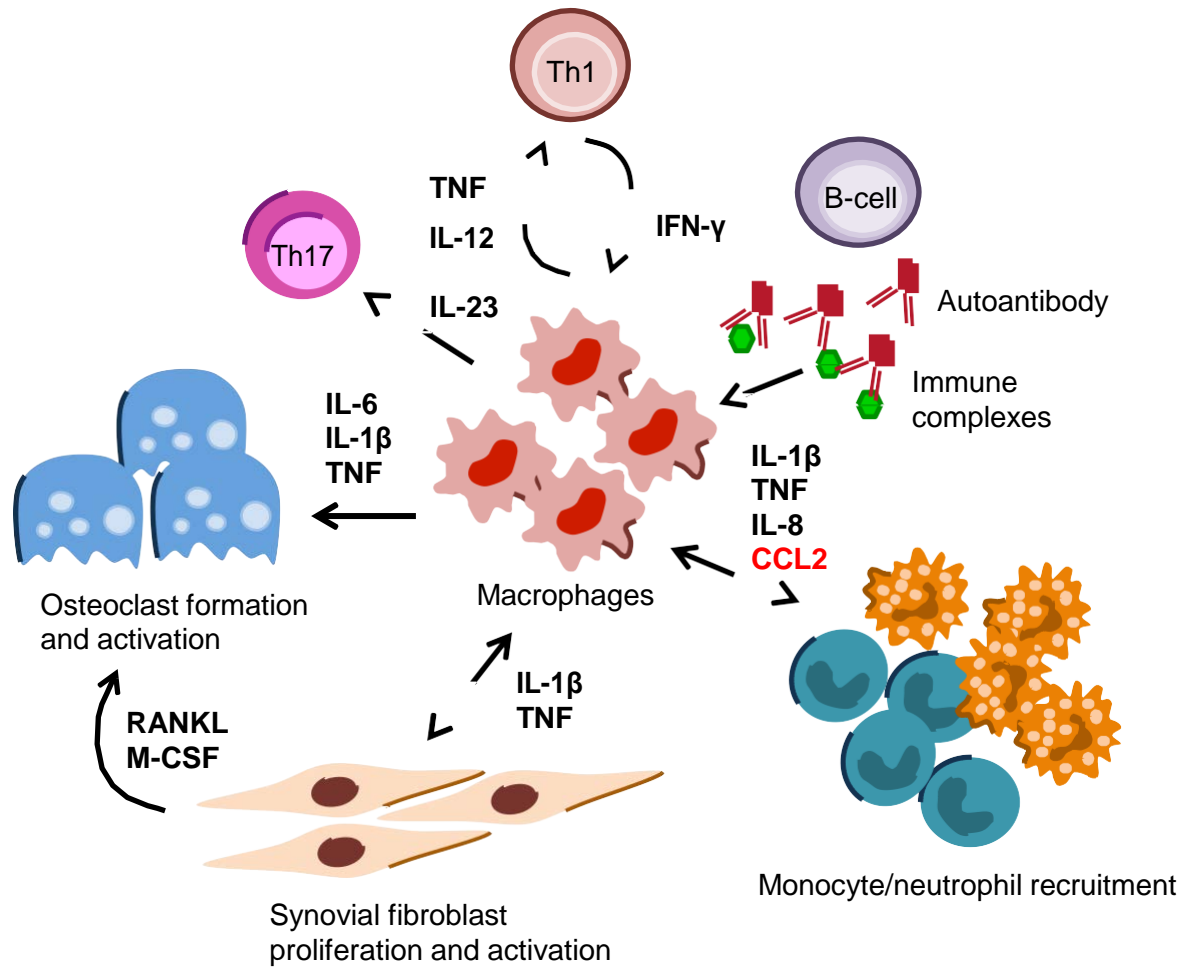 Th1
B-cell
TNF
IL-12
IFN-γ
Th17
IL-23
Autoantibody
Immune
complexes
IL-6
IL-1β
TNF
IL-1β
TNF
IL-8
CCL2
Macrophages
Osteoclast formation
and activation
IL-1β
TNF
RANKL
M-CSF
Monocyte/neutrophil recruitment
Synovial fibroblast
proliferation and activation